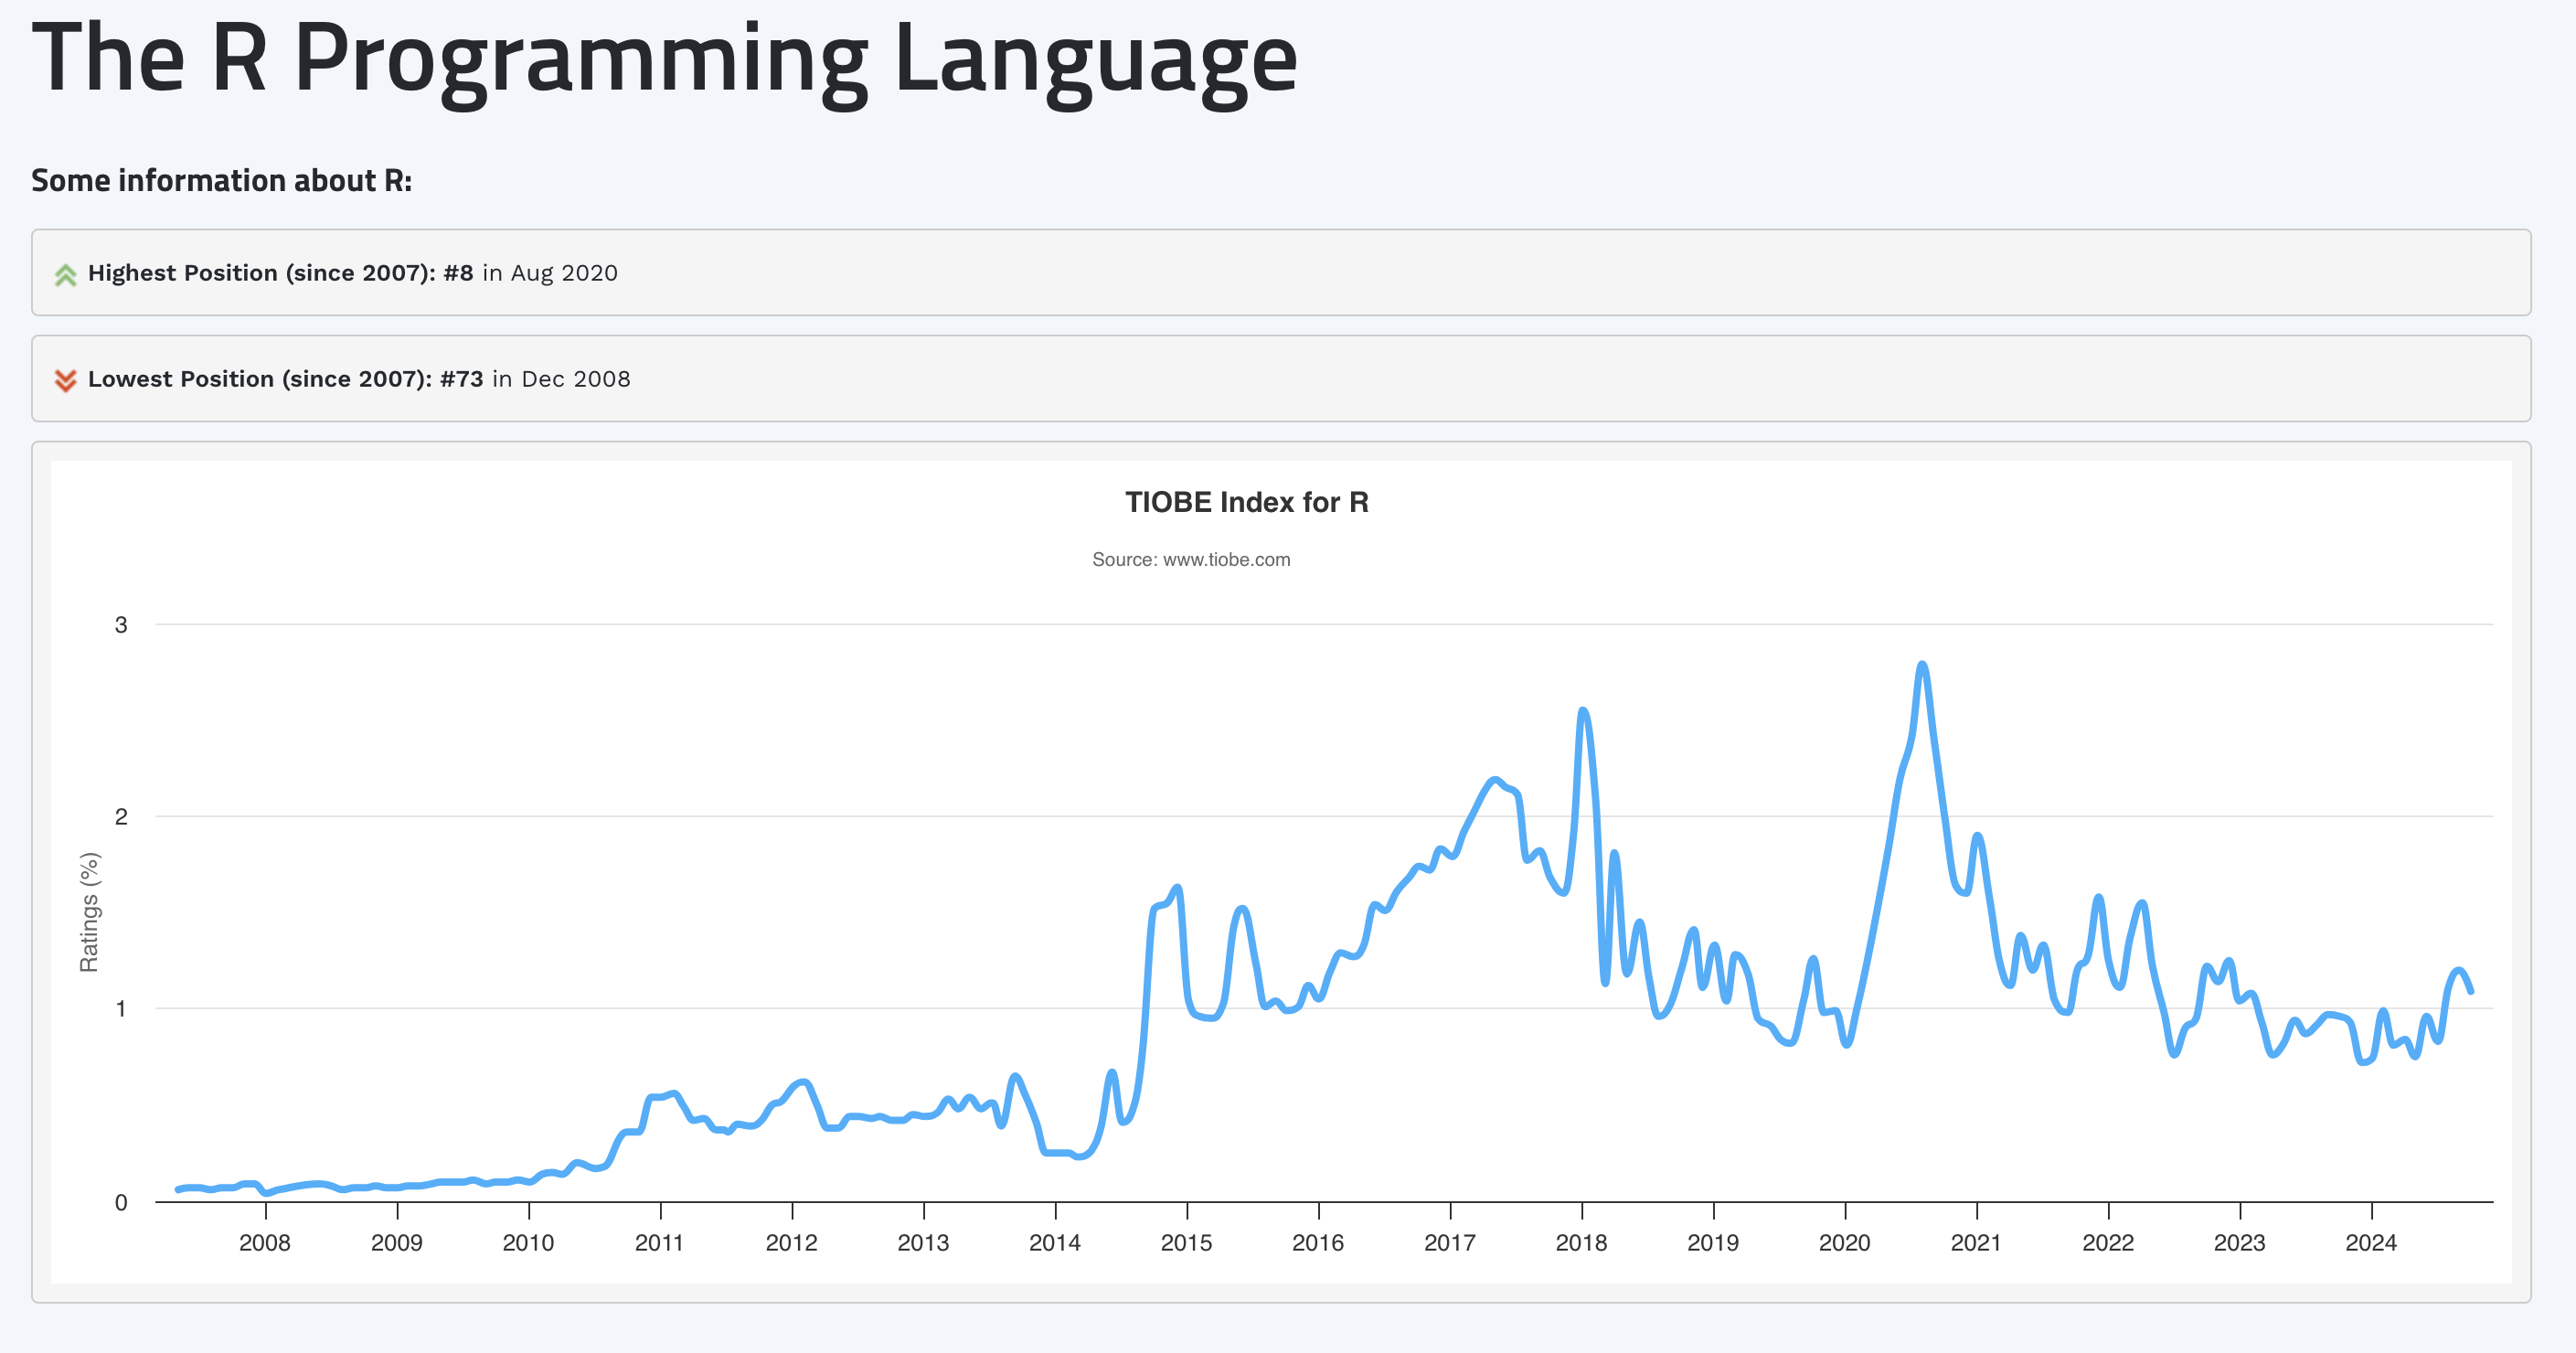 The R Programming Language
Some information about R:
Highest Position (since 2007): #8 in Aug 2020
Lowest Position (since 2007): #73 in Dec 2008
TIOBE Index for R
Source: www.tiobe.com
Ratings (%)
3
2
1
0
2008 2009 2010 2011 2012 2013 2014 2015 2016 2017 2018 2019 2020 2021 2022 2023 2024